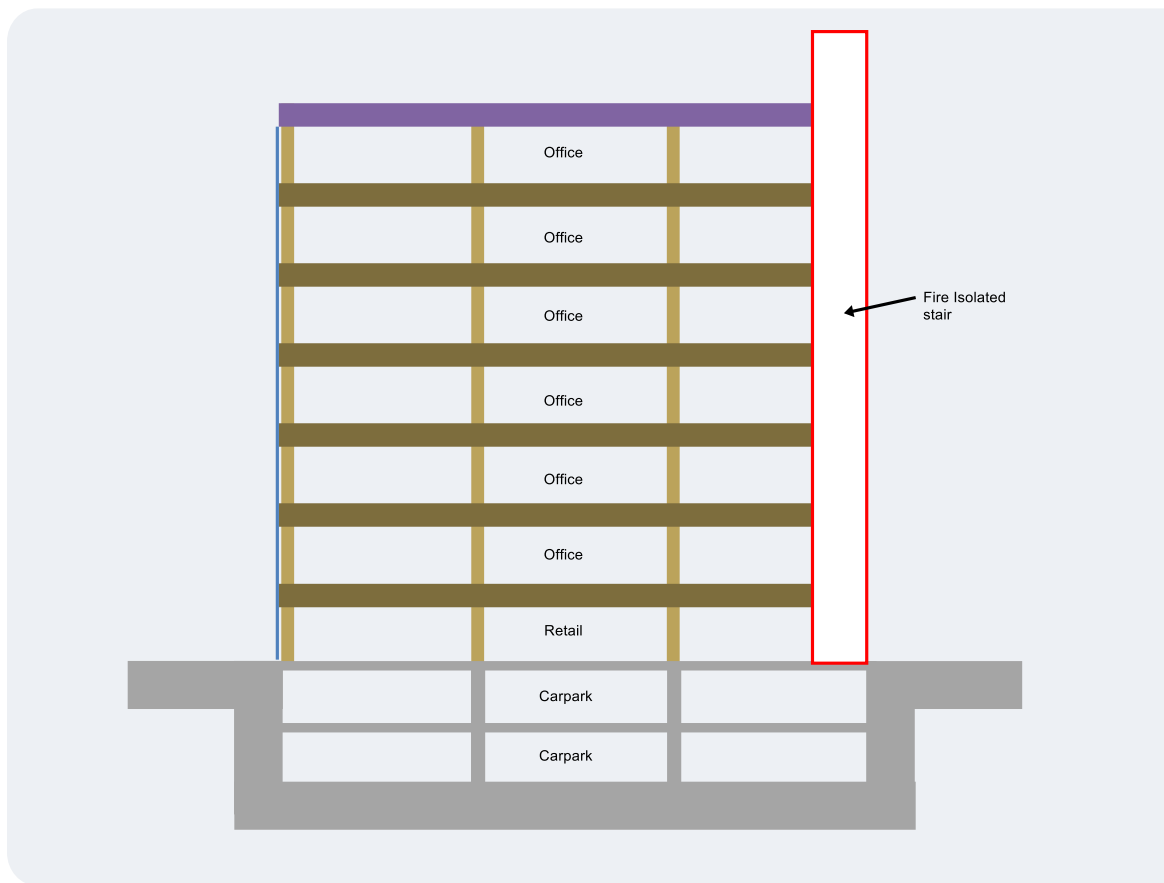 Office
Office
Fire Isolated
stair
Office
Office
Office
Office
Retail
Carpark
Carpark